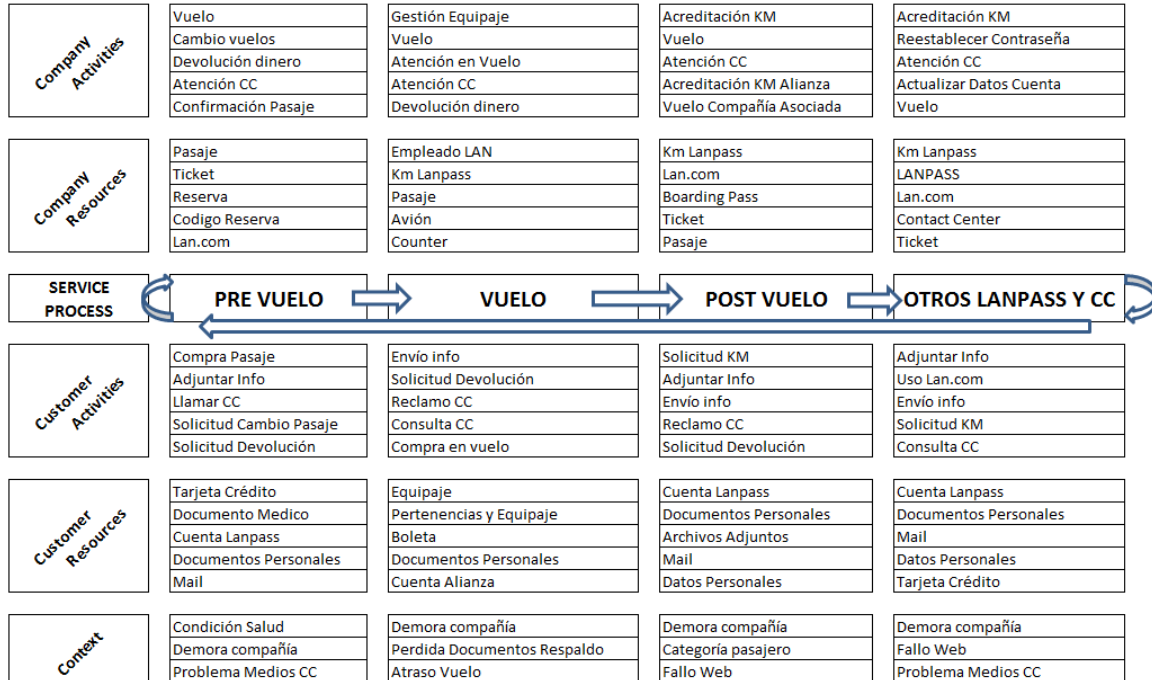 Company Activities
Vuelo
Cambio vuelos
Devolución dinero
Atención CC
Confirmación Pasaje
Gestión Equipaje
Vuelo
Atención en Vuelo
Atención CC
Devolución dinero
Acreditación KM
Vuelo
Atención CC
Acreditación KM Alianza
Vuelo Compañía Asociada
Acreditación KM
Reestablecer Contraseña
Atención CC
Actualizar Datos Cuenta
Vuelo
Company Resources
Pasaje
Ticket
Reserva
Codigo Reserva
Lan.com
Empleado LAN
Km Lanpass
Pasaje
Avión
Counter
Km Lanpass
Lan.com
Boarding Pass
Ticket
Pasaje
Km Lanpass
LANPASS
Lan.com
Contact Center
Ticket
SERVICE
PROCESS
PRE VUELO
VUELO
POST VUELO
OTROS LANPASS Y CC
Customer Activities
Compra Pasaje
Adjuntar Info
Llamar CC
Solicitud Cambio Pasaje
Solicitud Devolución
Envío info
Solicitud Devolución
Reclamo CC
Consulta CC
Compra en vuelo
Solicitud KM
Adjuntar Info
Envío info
Reclamo CC
Solicitud Devolución
Adjuntar Info
Uso Lan.com
Envío info
Solicitud KM
Consulta CC
Customer Resources
Tarjeta Crédito
Documento Medico
Cuenta Lanpass
Documentos Personales
Mail
Equipaje
Pertenencias y Equipaje
Boleta
Documentos Personales
Cuenta Alianza
Cuenta Lanpass
Documentos Personales
Archivos Adjuntos
Mail
Datos Personales
Cuenta Lanpass
Documentos Personales
Mail
Datos Personales
Tarjeta Crédito
Context
Condición Salud
Demora compañía
Problema Medios CC
Demora compañía
Perdida Documentos Respaldo
Atraso Vuelo
Demora compañía
Categoría pasajero
Fallo Web
Demora compañía
Fallo Web
Problema Medios CC